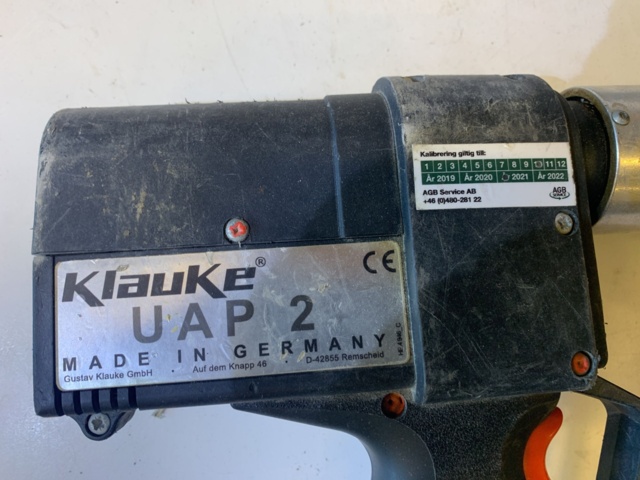 Kalibrering giltig till:
1 2 3 4 5 6 7 8 9 11 12
År 2019 År 2020 2021 År 2022
AGB Service AB
+46 (0)480-281 22
AGB
SERVICE
Klauke® CE
UAP 2
MADE IN GERMANY
Gustav Klauke GmbH . Auf dem Knapp 46 . D-42855 Remscheid